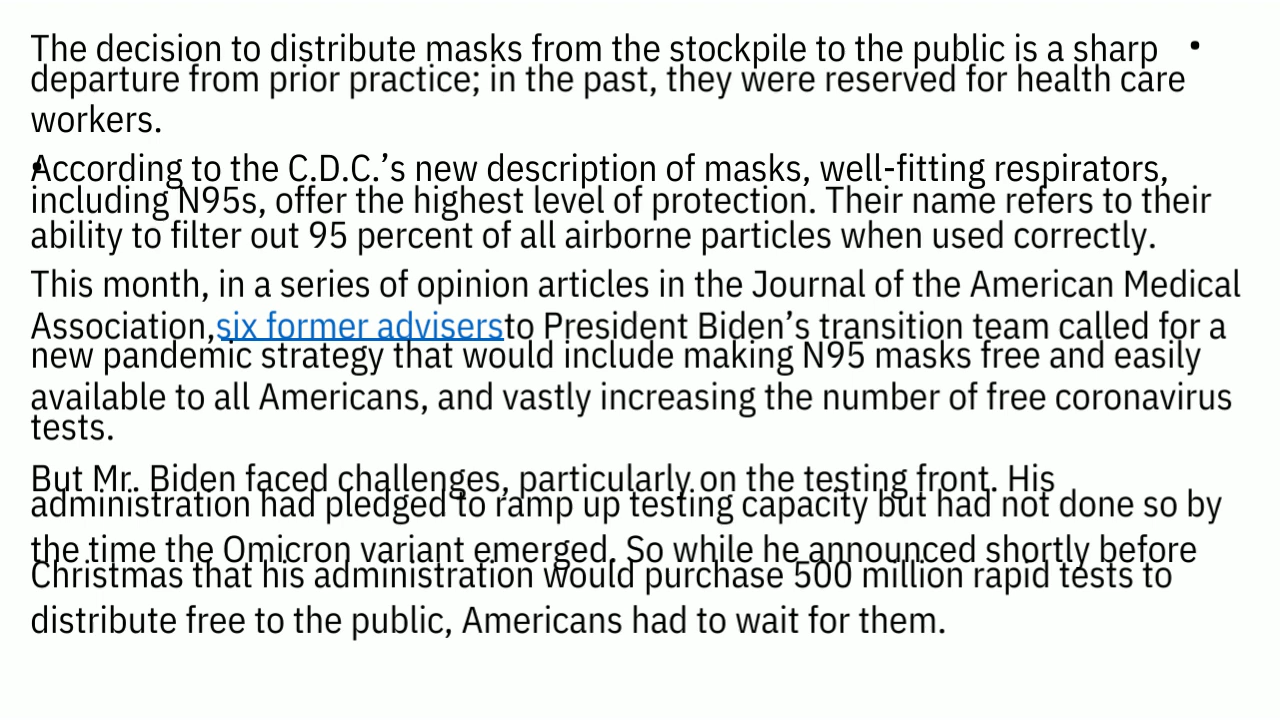 The decision to distribute masks from the stockpile to the public is a sharp •
departure from prior practice; in the past, they were reserved for health care
workers.
• According to the C.D.C.’s new description of masks, well-fitting respirators,
including N95s, offer the highest level of protection. Their name refers to their
ability to filter out 95 percent of all airborne particles when used correctly.
This month, in a series of opinion articles in the Journal of the American Medical
Association,six former advisersto President Biden’s transition team called for a
new pandemic strategy that would include making N95 masks free and easily
available to all Americans, and vastly increasing the number of free coronavirus
tests.
But Mr. Biden faced challenges, particularly on the testing front. His
administration had pledged to ramp up testing capacity but had not done so by
the time the Omicron variant emerged. So while he announced shortly before
Christmas that his administration would purchase 500 million rapid tests to
distribute free to the public, Americans had to wait for them.